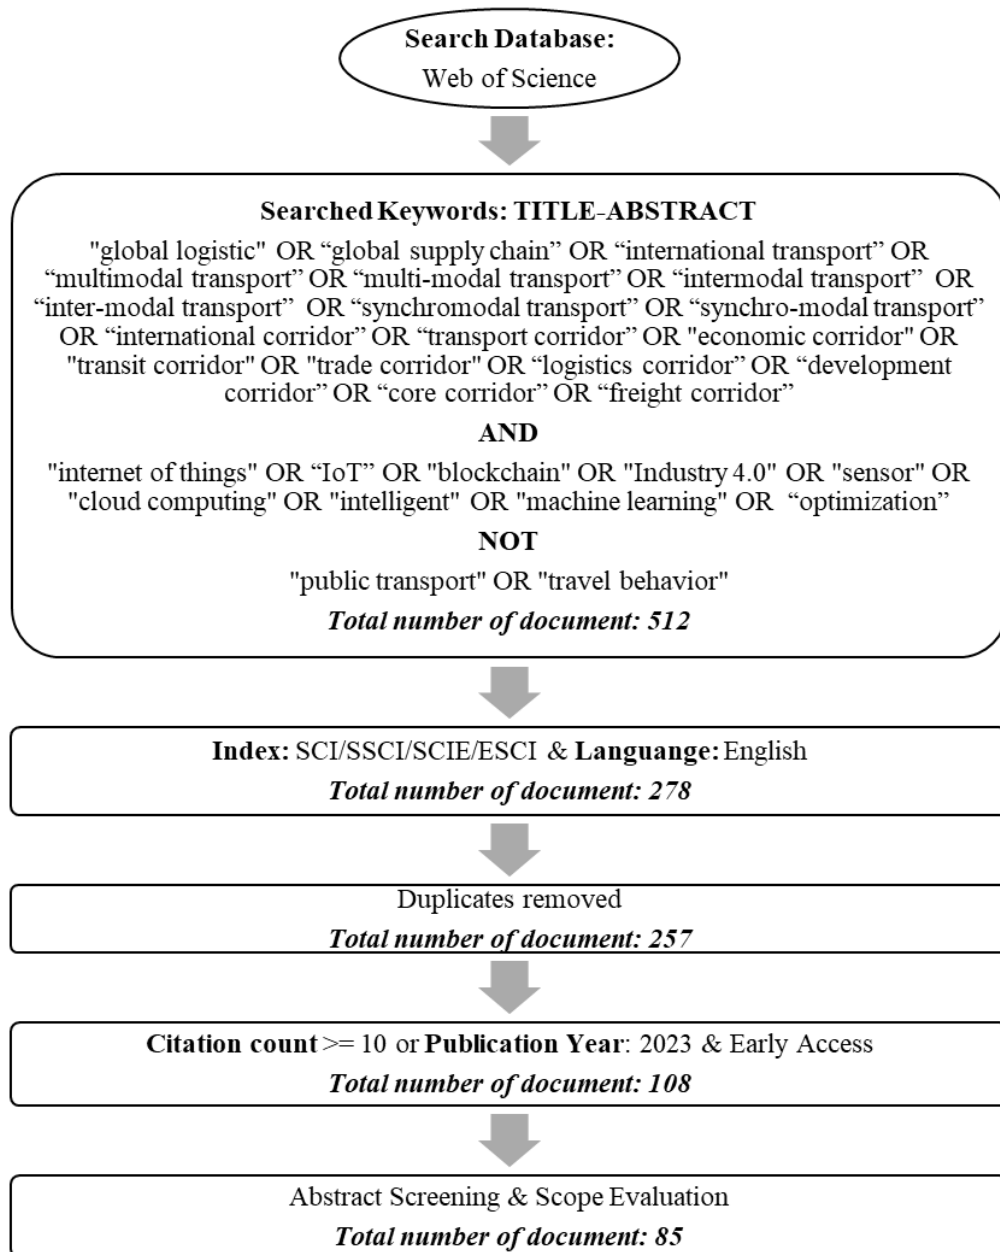 Search Database:
Web of Science
Searched Keywords: TITLE-ABSTRACT
"global logistic" OR “global supply chain” OR “international transport” OR
“multimodal transport” OR “multi-modal transport” OR “intermodal transport” OR
“inter-modal transport” OR “synchromodal transport” OR “synchro-modal transport”
OR “international corridor” OR “transport corridor” OR "economic corridor" OR
"transit corridor" OR "trade corridor" OR “logistics corridor” OR “development
corridor” OR “core corridor” OR “freight corridor”
AND
"internet of things" OR “IoT” OR "blockchain" OR "Industry 4.0" OR "sensor" OR
"cloud computing" OR "intelligent" OR "machine learning" OR “optimization”
NOT
"public transport" OR "travel behavior"
Total number of document: 512
Index: SCI/SSCI/SCIE/ESCI & Languange: English
Total number of document: 278
Duplicates removed
Total number of document: 257
Citation count >= 10 or Publication Year: 2023 & Early Access
Total number of document: 108
Abstract Screening & Scope Evaluation
Total number of document: 85